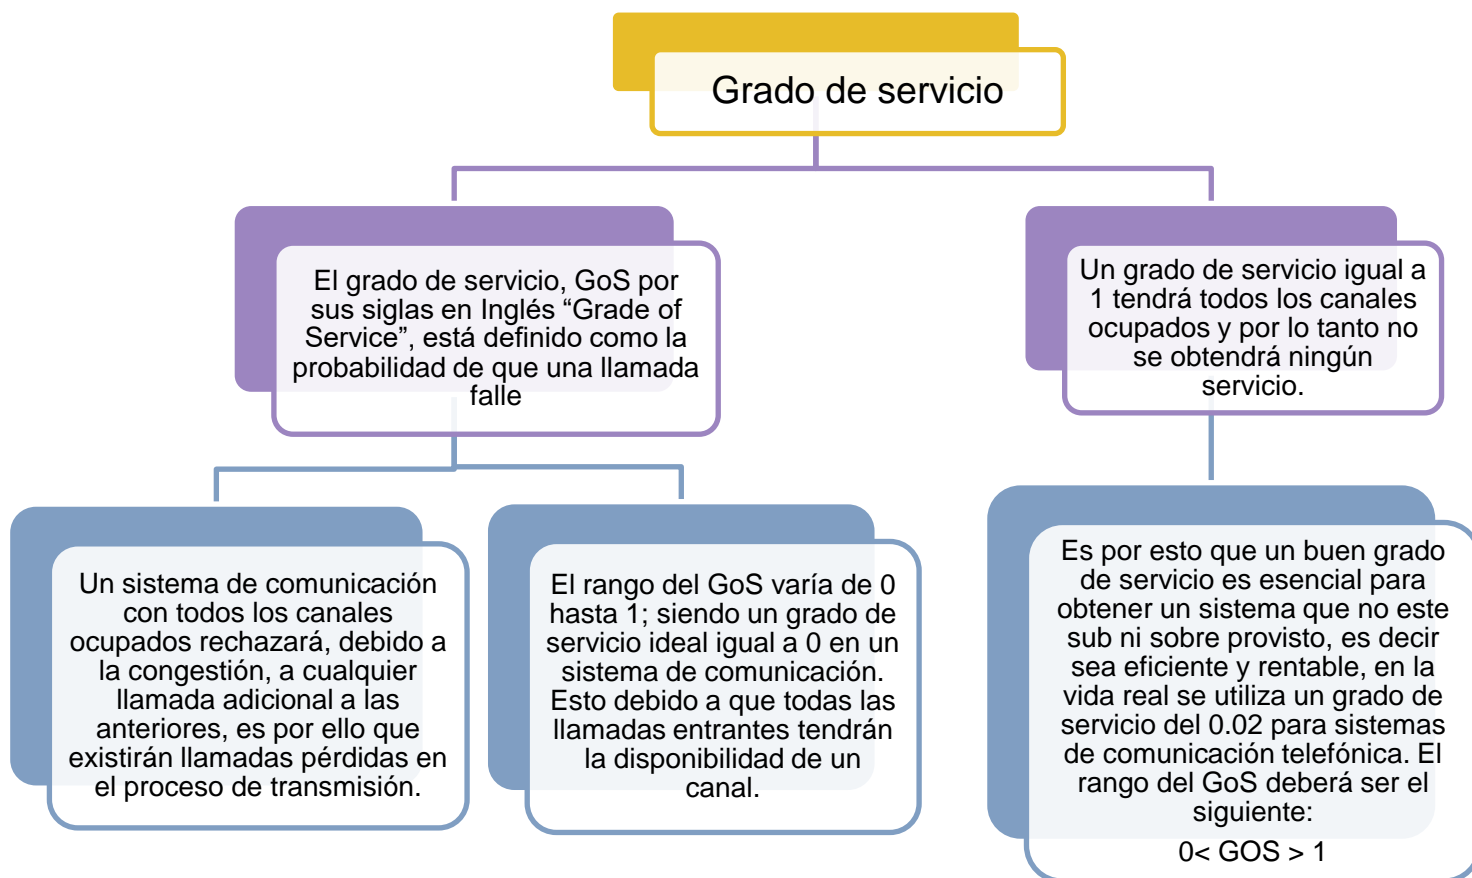 Grado de servicio
El grado de servicio, GoS por
sus siglas en Inglés “Grade of
Service”, está definido como la
probabilidad de que una llamada
falle
Un grado de servicio igual a
1 tendrá todos los canales
ocupados y por lo tanto no
se obtendrá ningún
servicio.
Un sistema de comunicación
con todos los canales
ocupados rechazará, debido a
la congestión, a cualquier
llamada adicional a las
anteriores, es por ello que
existirán llamadas pérdidas en
el proceso de transmisión.
El rango del GoS varía de 0
hasta 1; siendo un grado de
servicio ideal igual a 0 en un
sistema de comunicación.
Esto debido a que todas las
llamadas entrantes tendrán
la disponibilidad de un
canal.
Es por esto que un buen grado
de servicio es esencial para
obtener un sistema que no este
sub ni sobre provisto, es decir
sea eficiente y rentable, en la
vida real se utiliza un grado de
servicio del 0.02 para sistemas
de comunicación telefónica. El
rango del GoS deberá ser el
siguiente:
0< GOS > 1